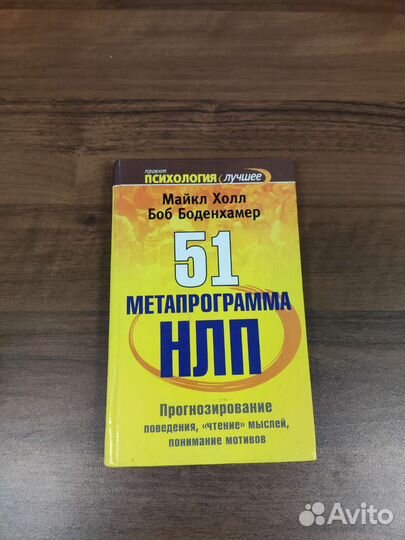 проект
ПСИХОЛОГИЯ лучшее
Майкл Холл
Боб Боденхамер
51
МЕТАПРОГРАММА
НЛП
Прогнозирование
поведения, «чтение» мыслей,
понимание мотивов
Avito